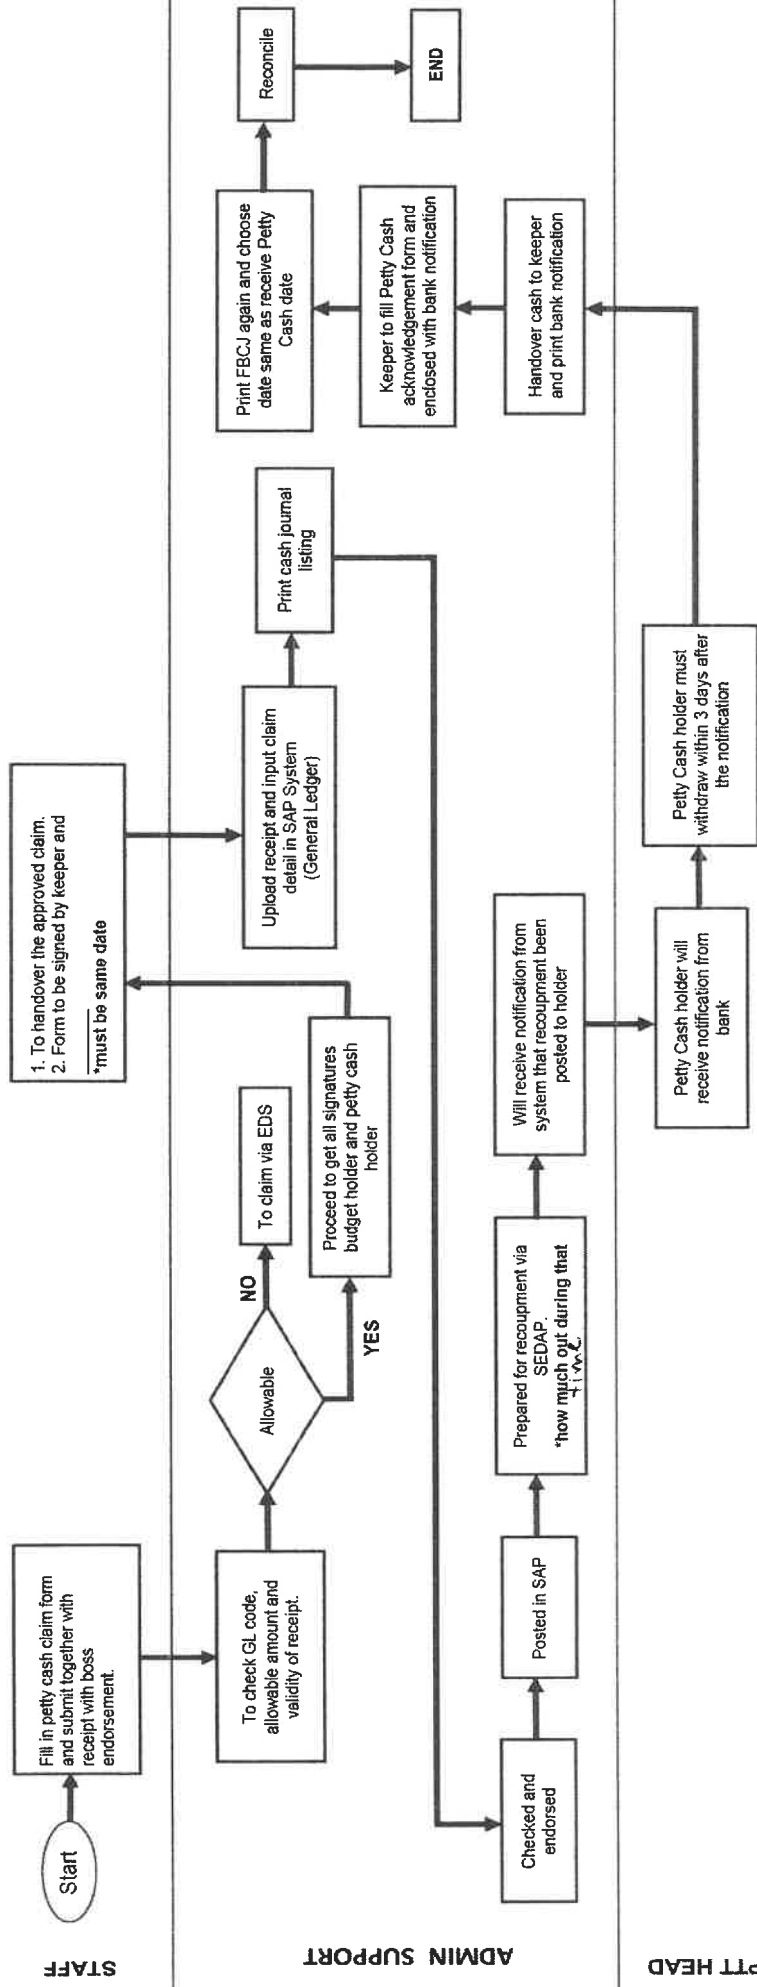 STAFF
Start
Fill in petty cash claim form
and submit together with
receipt with boss
endorsement.
1. To handover the approved claim.
2. Form to be signed by keeper and
*must be same date
ADMIN SUPPORT
To check GL code,
allowable amount and
validity of receipt.
Allowable
NO
To claim via EDS
YES
Proceed to get all signatures
budget holder and petty cash
holder
Upload receipt and input claim
detail in SAP System
(General Ledger)
Print cash journal
listing
Checked and
endorsed
Posted in SAP
Prepared for recoupment via
SEDAP.
*how much out during that
time
Will receive notification from
system that recoupment been
posted to holder
PTT HEAD
Petty Cash holder will
receive notification from
bank
Petty Cash holder must
withdraw within 3 days after
the notification
Handover cash to keeper
and print bank notification
Keeper to fill Petty Cash
acknowledgement form and
enclosed with bank notification
Print FBCJ again and choose
date same as receive Petty
Cash date
Reconcile
END